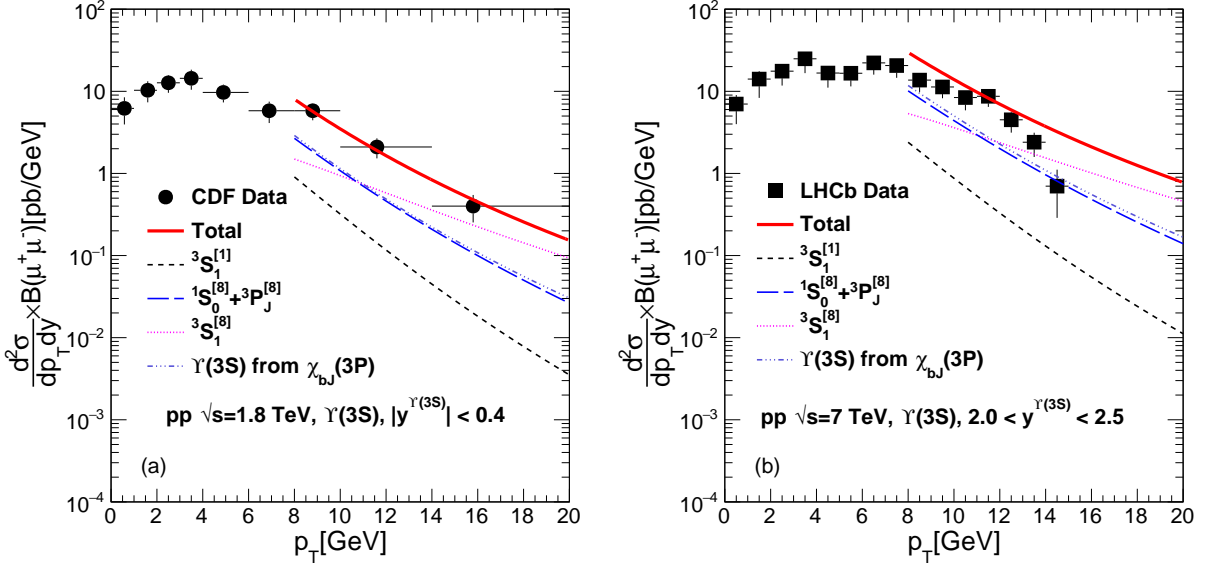 d²σ/dp_T dy ×B(μ⁺μ⁻)[pb/GeV]
10²
10
1
10⁻¹
10⁻²
10⁻³
10⁻⁴
CDF Data
Total
³S₁^[1]
¹S₀^[8]+³P_J^[8]
³S₁^[8]
ϒ(3S) from χ_bJ(3P)
pp √s=1.8 TeV, ϒ(3S), |y^ϒ(3S)| < 0.4
(a)
0 2 4 6 8 10 12 14 16 18 20
p_T[GeV]
d²σ/dp_T dy ×B(μ⁺μ⁻)[pb/GeV]
10²
10
1
10⁻¹
10⁻²
10⁻³
10⁻⁴
LHCb Data
Total
³S₁^[1]
¹S₀^[8]+³P_J^[8]
³S₁^[8]
ϒ(3S) from χ_bJ(3P)
pp √s=7 TeV, ϒ(3S), 2.0 < y^ϒ(3S) < 2.5
(b)
0 2 4 6 8 10 12 14 16 18 20
p_T[GeV]